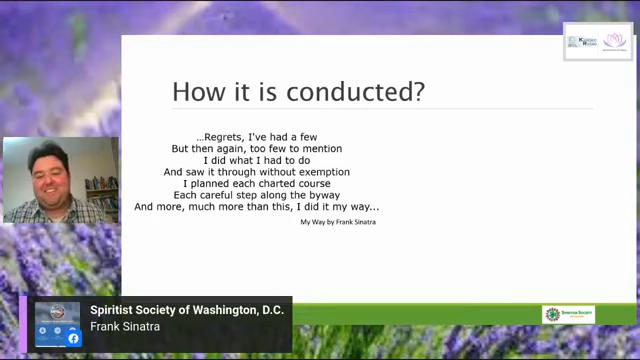 How it is conducted?
...Regrets, I've had a few
But then again, too few to mention
I did what I had to do
And saw it through without exemption
I planned each charted course
Each careful step along the byway
And more, much more than this, I did it my way...
My Way by Frank Sinatra
Spiritist Society of Washington, D.C.
Frank Sinatra